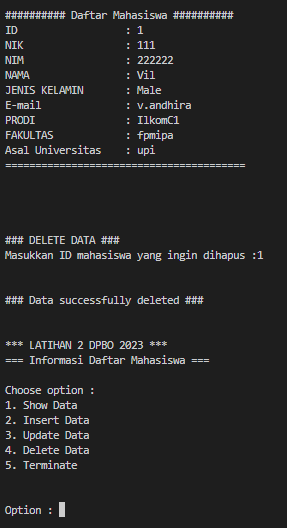 ########## Daftar Mahasiswa ##########
ID : 1
NIK : 111
NIM : 222222
NAMA : Vil
JENIS KELAMIN : Male
E-mail : v.andhira
PRODI : IlkomC1
FAKULTAS : fpmipa
Asal Universitas : upi
========================================
### DELETE DATA ###
Masukkan ID mahasiswa yang ingin dihapus :1
### Data successfully deleted ###
*** LATIHAN 2 DPBO 2023 ***
=== Informasi Daftar Mahasiswa ===
Choose option :
1. Show Data
2. Insert Data
3. Update Data
4. Delete Data
5. Terminate
Option :